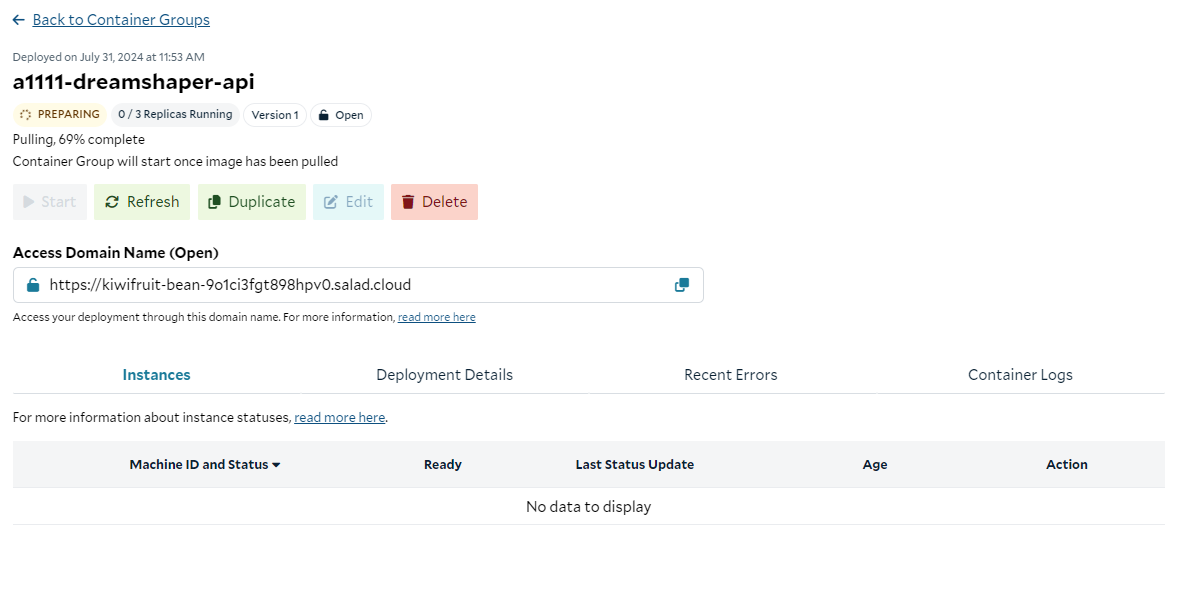 Back to Container Groups
Deployed on July 31, 2024 at 11:53 AM
a1111-dreamshaper-api
PREPARING 0 / 3 Replicas Running Version 1 Open
Pulling, 69% complete
Container Group will start once image has been pulled
Start Refresh Duplicate Edit Delete
Access Domain Name (Open)
https://kiwifruit-bean-9o1ci3fgt898hpv0.salad.cloud
Access your deployment through this domain name. For more information, read more here
Instances Deployment Details Recent Errors Container Logs
For more information about instance statuses, read more here.
Machine ID and Status Ready Last Status Update Age Action
No data to display